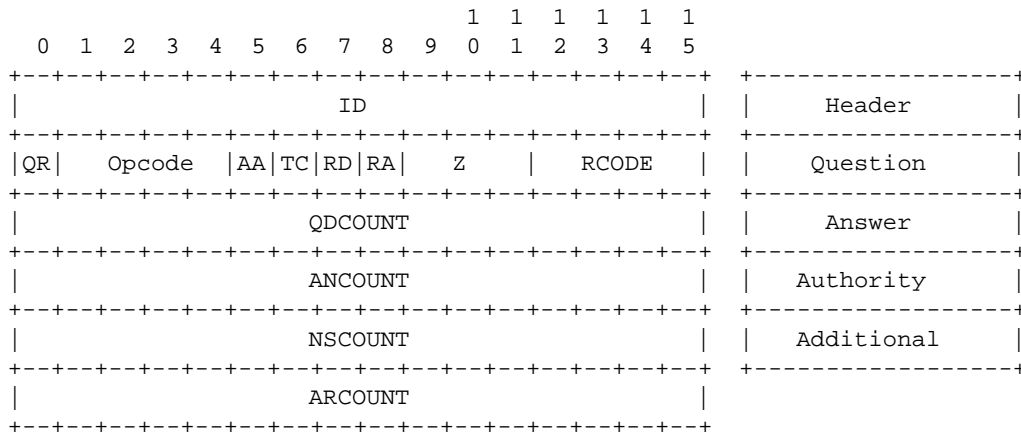 1  1  1  1  1  1
  0  1  2  3  4  5  6  7  8  9  0  1  2  3  4  5
+--+--+--+--+--+--+--+--+--+--+--+--+--+--+--+--+  +------------------+
|                      ID                       |  |     Header       |
+--+--+--+--+--+--+--+--+--+--+--+--+--+--+--+--+  +------------------+
|QR|   Opcode  |AA|TC|RD|RA|   Z    |   RCODE   |  |    Question      |
+--+--+--+--+--+--+--+--+--+--+--+--+--+--+--+--+  +------------------+
|                    QDCOUNT                    |  |     Answer       |
+--+--+--+--+--+--+--+--+--+--+--+--+--+--+--+--+  +------------------+
|                    ANCOUNT                    |  |   Authority      |
+--+--+--+--+--+--+--+--+--+--+--+--+--+--+--+--+  +------------------+
|                    NSCOUNT                    |  |   Additional     |
+--+--+--+--+--+--+--+--+--+--+--+--+--+--+--+--+  +------------------+
|                    ARCOUNT                    |
+--+--+--+--+--+--+--+--+--+--+--+--+--+--+--+--+